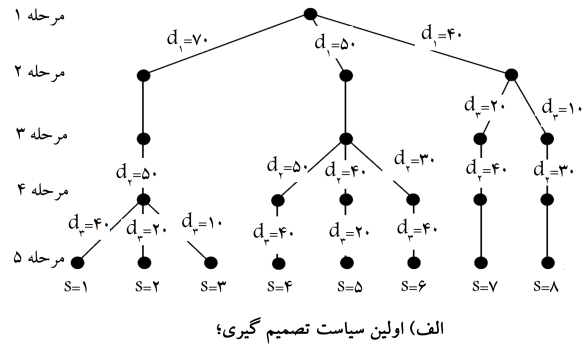 مرحله ۱
d۱=۷۰ d۱=۵۰ d۱=۴۰
مرحله ۲
d۳=۲۰ d۳=۱۰
مرحله ۳
d۲=۵۰ d۲=۵۰ d۲=۴۰ d۲=۳۰ d۲=۴۰ d۲=۳۰
مرحله ۴
d۳=۴۰ d۳=۲۰ d۳=۱۰ d۳=۴۰ d۳=۲۰ d۳=۴۰
مرحله ۵
s=۱ s=۲ s=۳ s=۴ s=۵ s=۶ s=۷ s=۸
الف) اولین سیاست تصمیم گیری؛